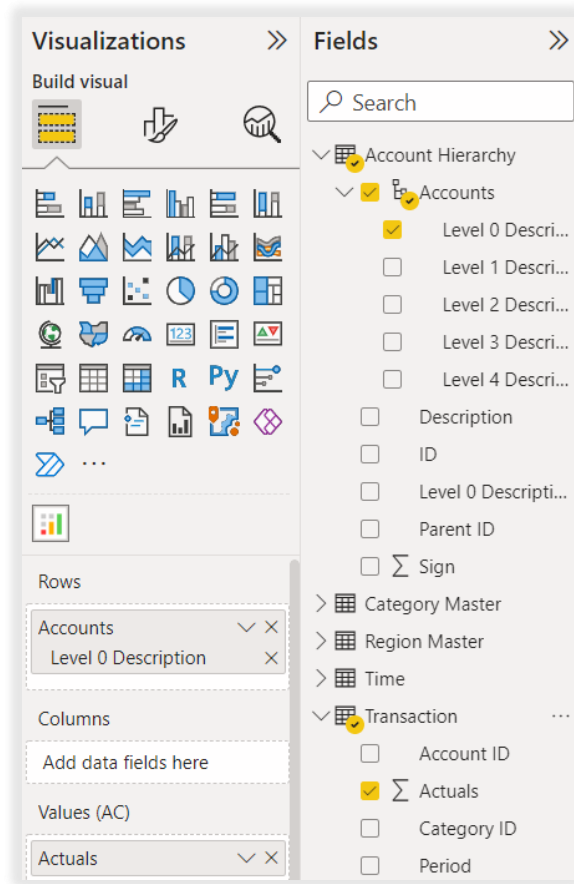 Visualizations
Build visual
123
R
Py
Rows
Accounts
Level 0 Description
Columns
Add data fields here
Values (AC)
Actuals
Fields
Search
Account Hierarchy
Accounts
Level 0 Descri...
Level 1 Descri...
Level 2 Descri...
Level 3 Descri...
Level 4 Descri...
Description
ID
Level 0 Descripti...
Parent ID
∑ Sign
Category Master
Region Master
Time
Transaction
Account ID
∑ Actuals
Category ID
Period